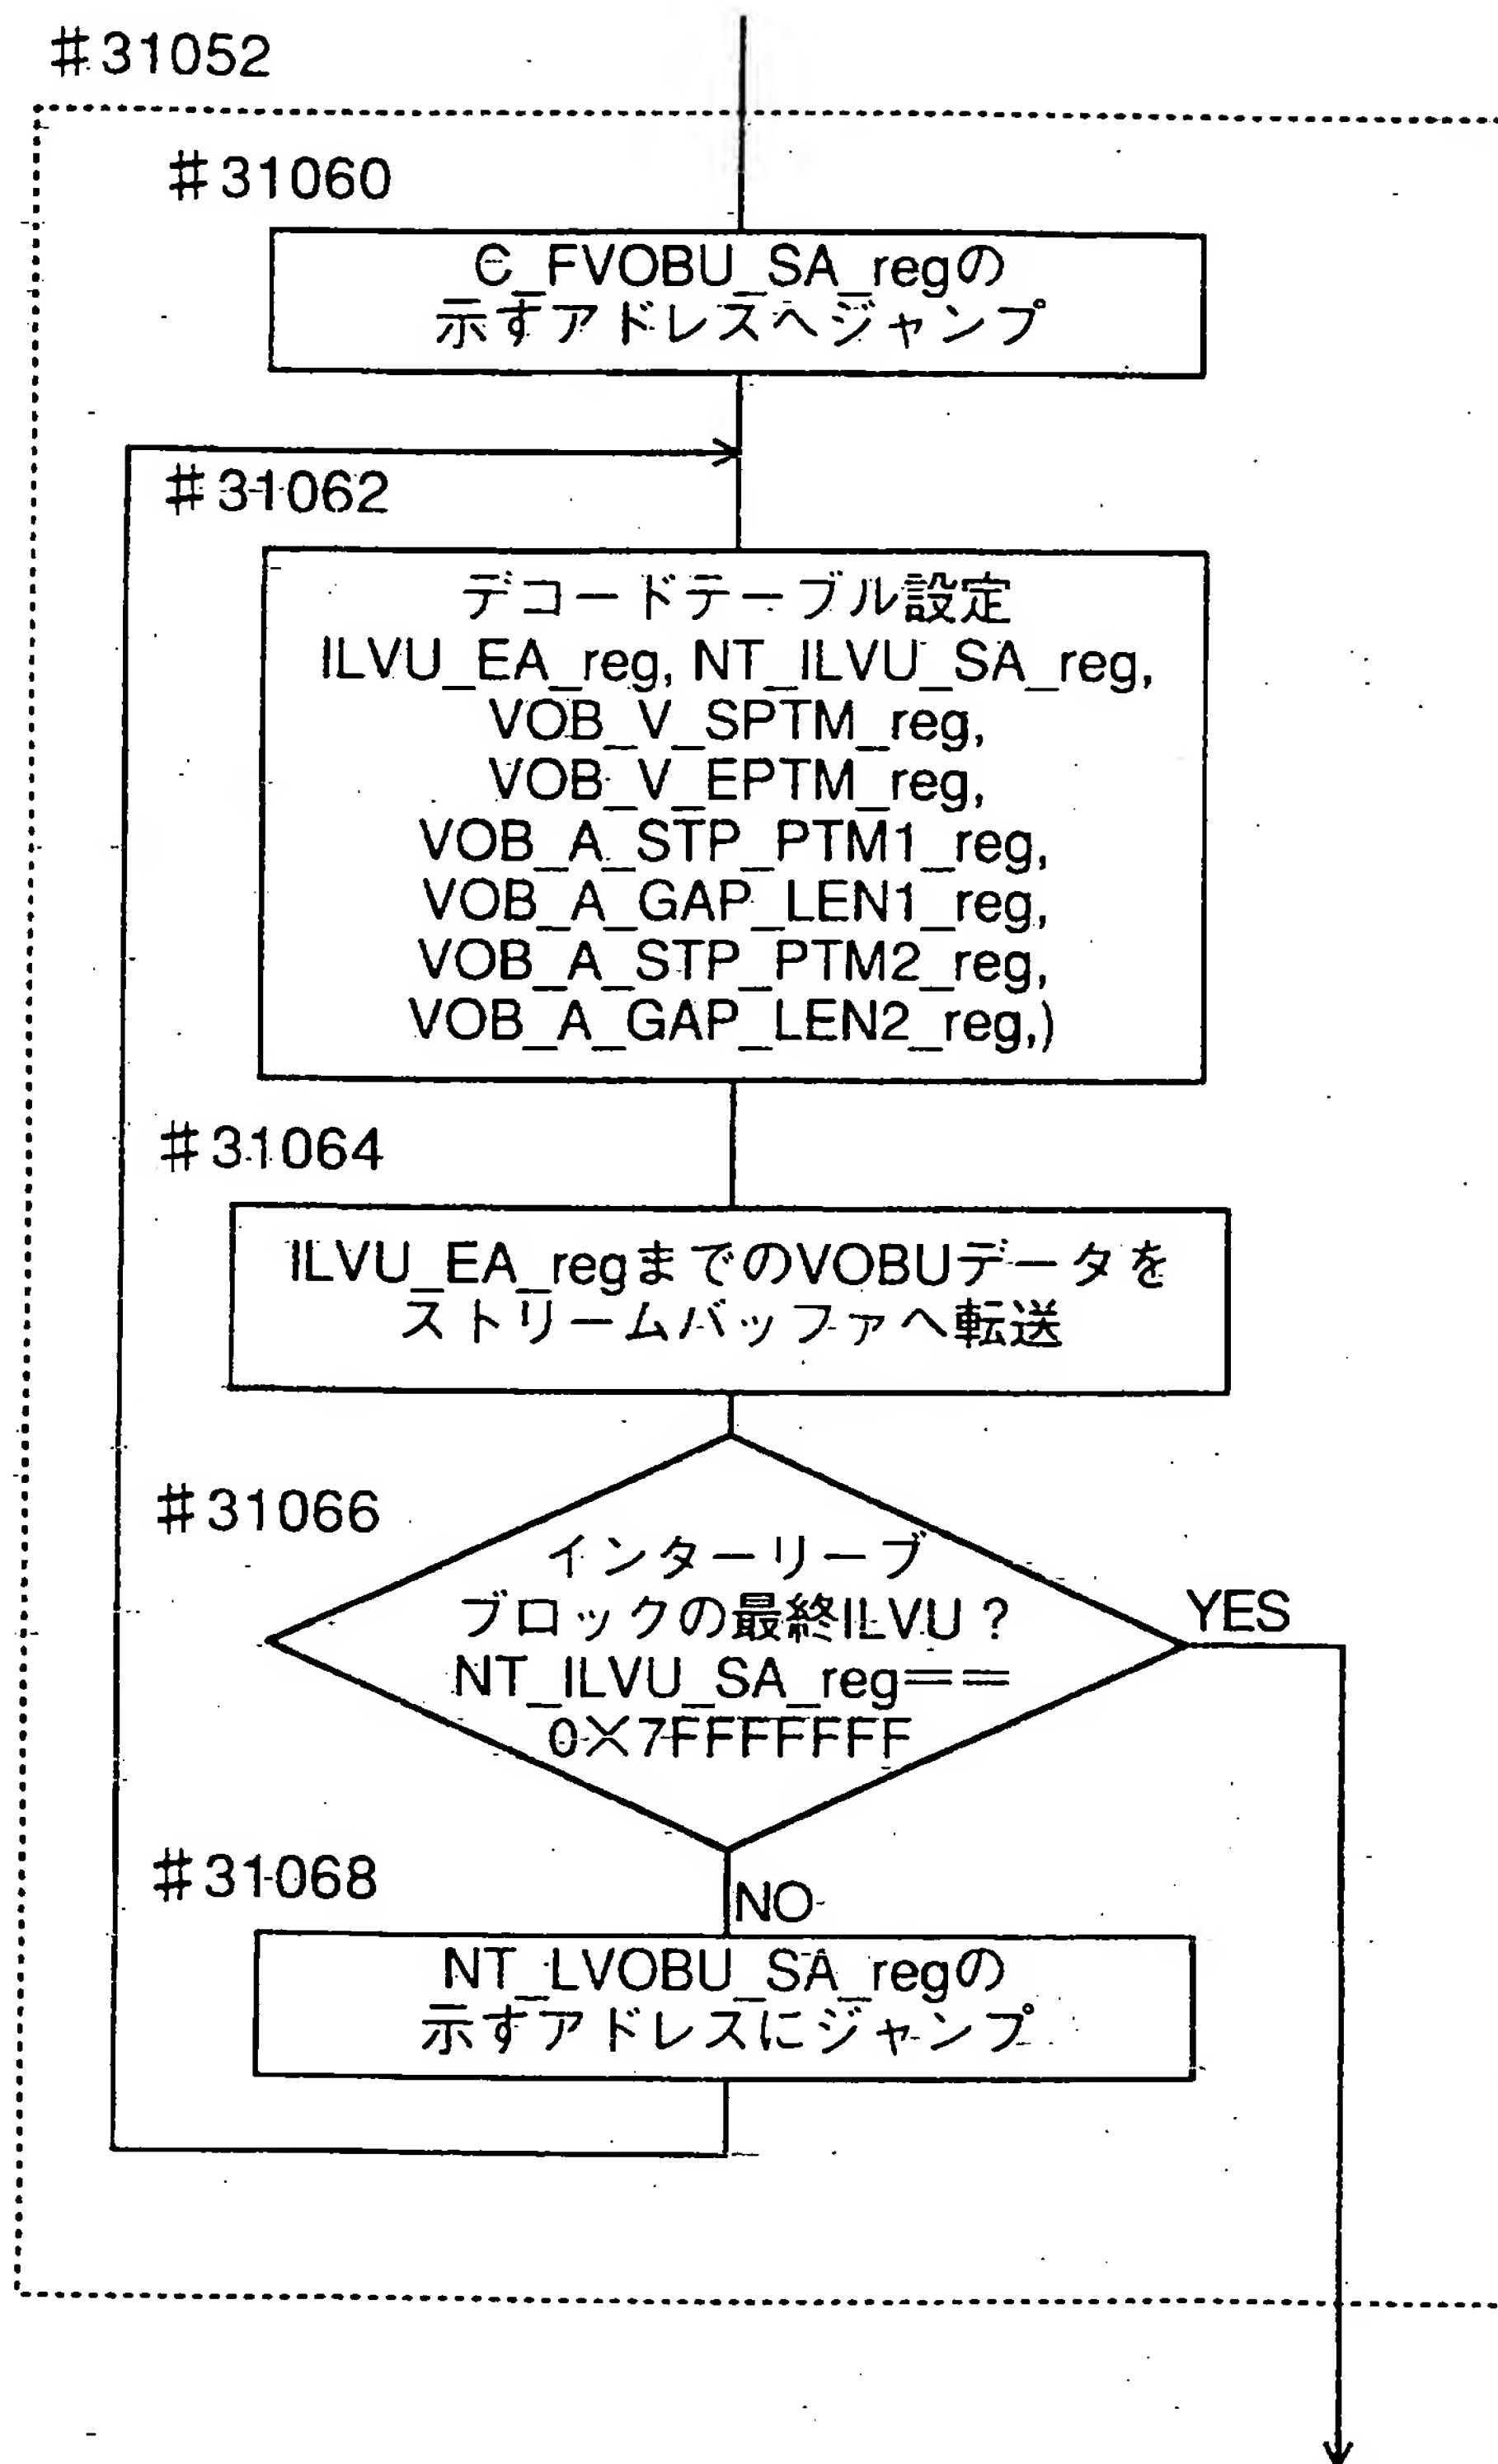 #31052
#31060
C_FVOBU_SA_regの
示すアドレスへジャンプ
#31062
デコードテーブル設定
ILVU_EA_reg, NT_ILVU_SA_reg,
VOB_V_SPTM_reg,
VOB_V_EPTM_reg,
VOB_A_STP_PTM1_reg,
VOB_A_GAP_LEN1_reg,
VOB_A_STP_PTM2_reg,
VOB_A_GAP_LEN2_reg,)
#31064
ILVU_EA_regまでのVOBUデータを
ストリームバッファへ転送
#31066
インターリーブ
ブロックの最終ILVU？
NT_ILVU_SA_reg==
0×7FFFFFFF
YES
#31068
NO
NT_LVOBU_SA_regの
示すアドレスにジャンプ